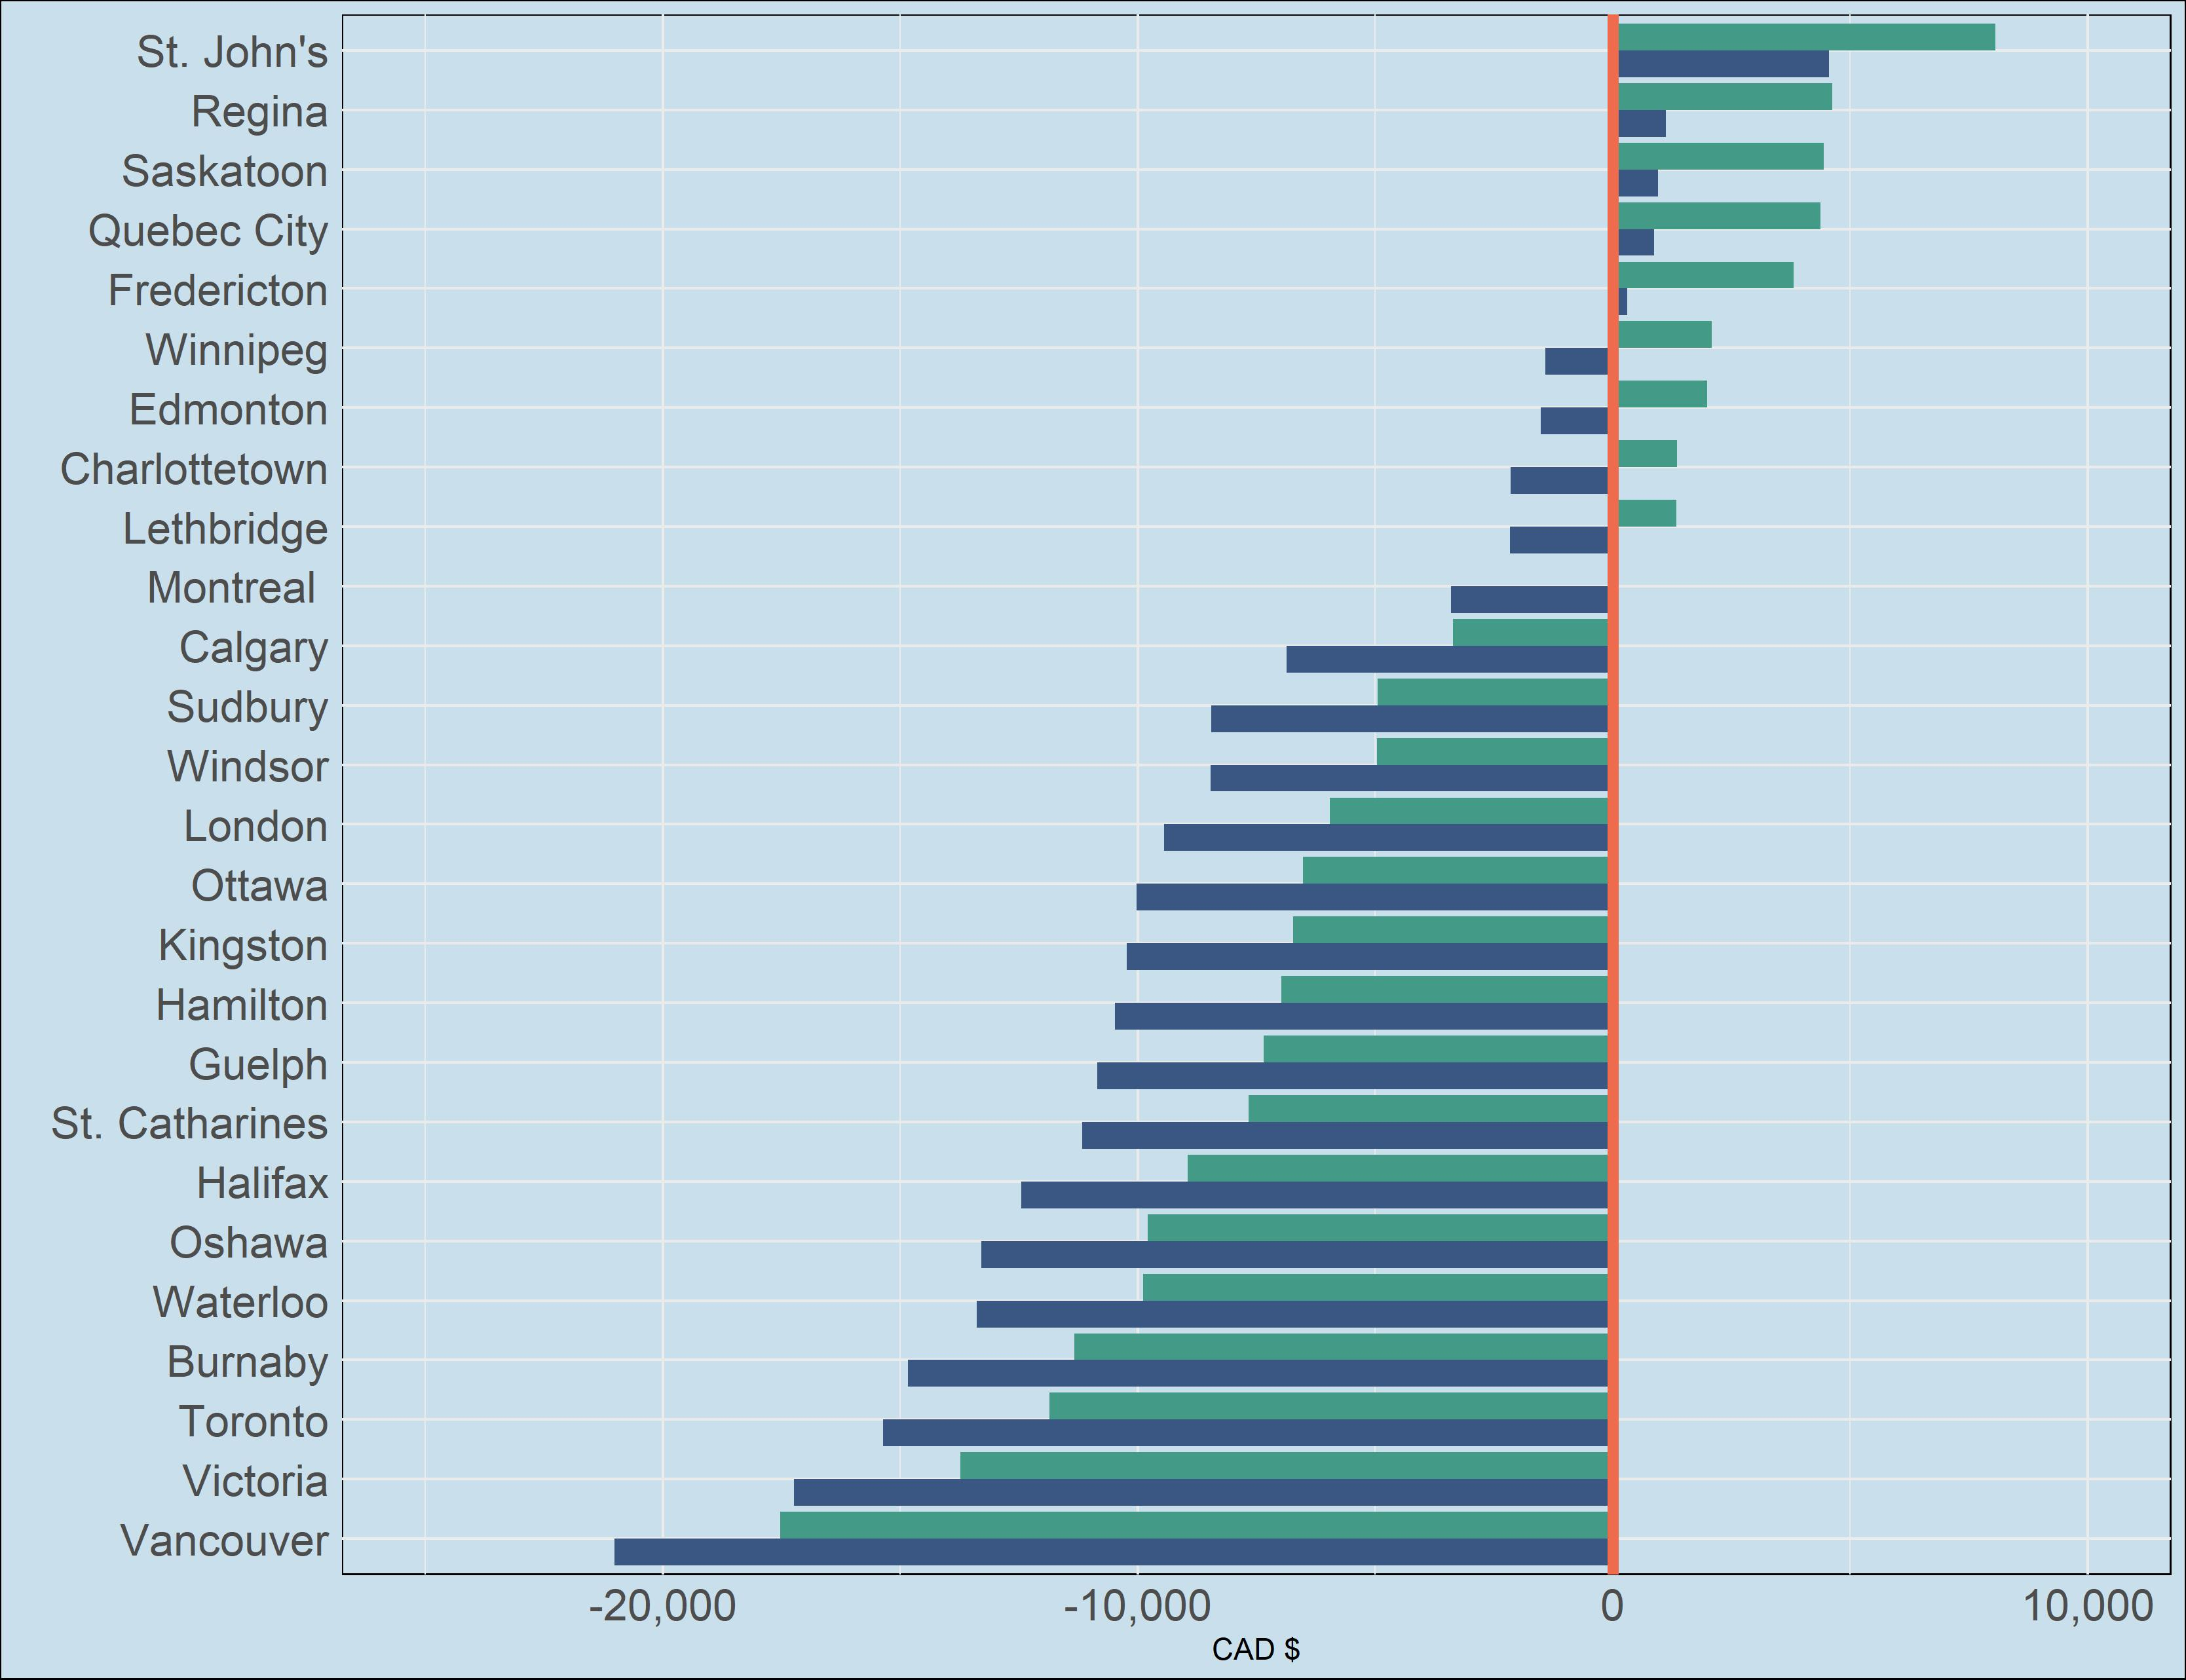 St. John's
Regina
Saskatoon
Quebec City
Fredericton
Winnipeg
Edmonton
Charlottetown
Lethbridge
Montreal
Calgary
Sudbury
Windsor
London
Ottawa
Kingston
Hamilton
Guelph
St. Catharines
Halifax
Oshawa
Waterloo
Burnaby
Toronto
Victoria
Vancouver
-20,000 -10,000 0 10,000
CAD $